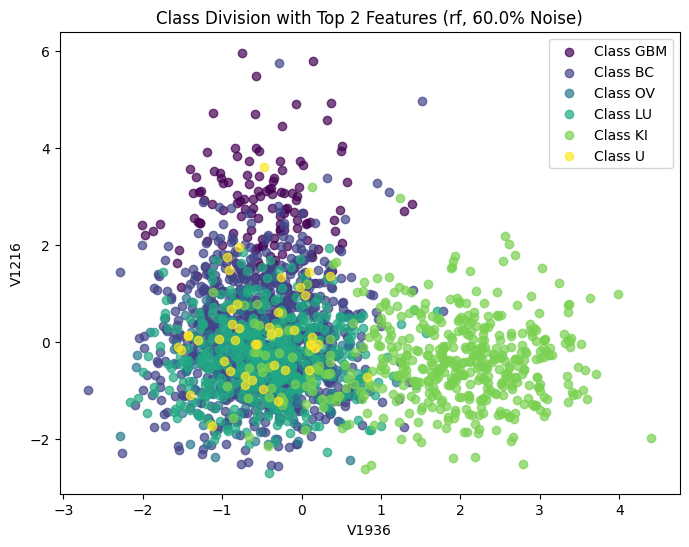 Class Division with Top 2 Features (rf, 60.0% Noise)
Class GBM
Class BC
Class OV
Class LU
Class KI
Class U
6
4
2
0
−2
V1216
−3
−2
−1
0
1
2
3
4
V1936